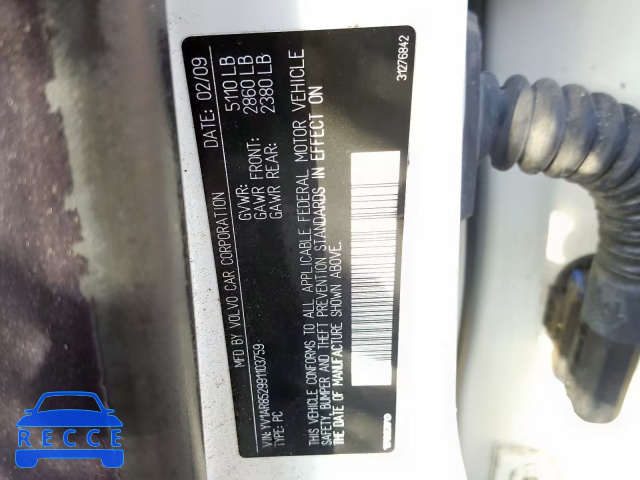 MFD BY VOLVO CAR CORPORATION DATE: 02/09
GVWR: 5110 LB
GAWR FRONT: 2860 LB
GAWR REAR: 2380 LB
VIN: YV1AR852991103759
TYPE: PC
THIS VEHICLE CONFORMS TO ALL APPLICABLE FEDERAL MOTOR VEHICLE
SAFETY, BUMPER AND THEFT PREVENTION STANDARDS IN EFFECT ON
THE DATE OF MANUFACTURE SHOWN ABOVE.
VOLVO
31276842
RECCE